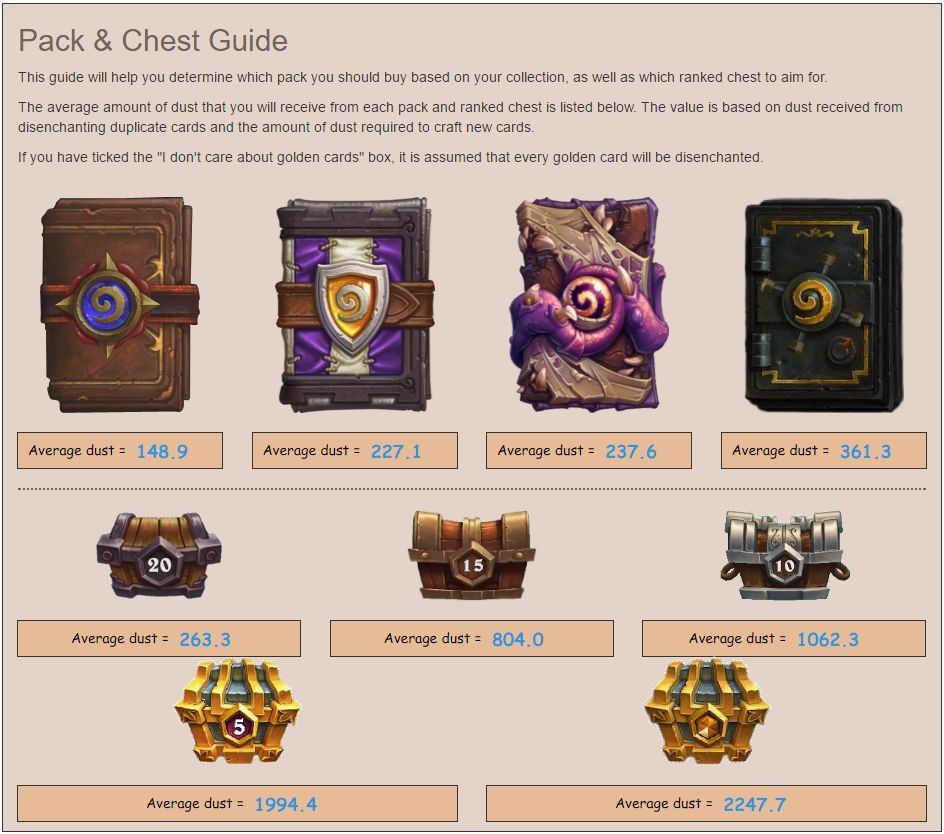 Pack & Chest Guide
This guide will help you determine which pack you should buy based on your collection, as well as which ranked chest to aim for.
The average amount of dust that you will receive from each pack and ranked chest is listed below. The value is based on dust received from
disenchanting duplicate cards and the amount of dust required to craft new cards.
If you have ticked the "I don't care about golden cards" box, it is assumed that every golden card will be disenchanted.
Average dust = 148.9
Average dust = 227.1
Average dust = 237.6
Average dust = 361.3
20
15
10
Average dust = 263.3
Average dust = 804.0
Average dust = 1062.3
5
Average dust = 1994.4
Average dust = 2247.7